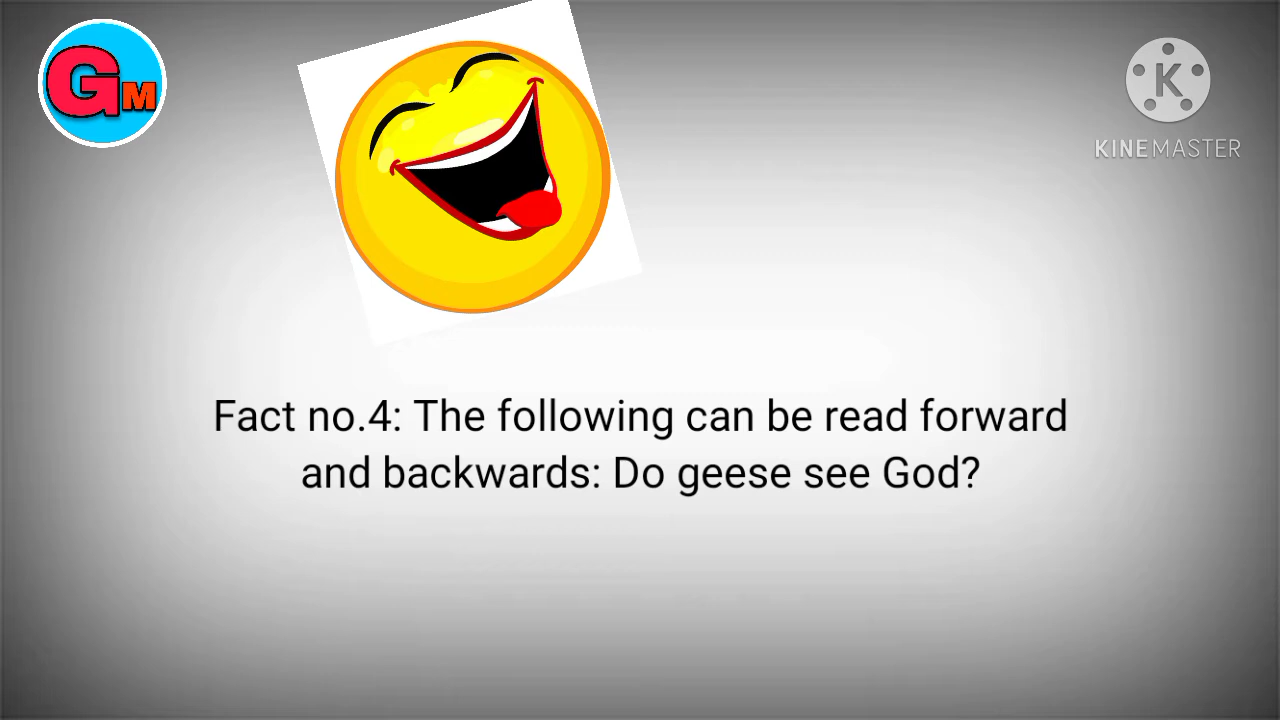 GM
K
KINEMASTER
Fact no.4: The following can be read forward
and backwards: Do geese see God?